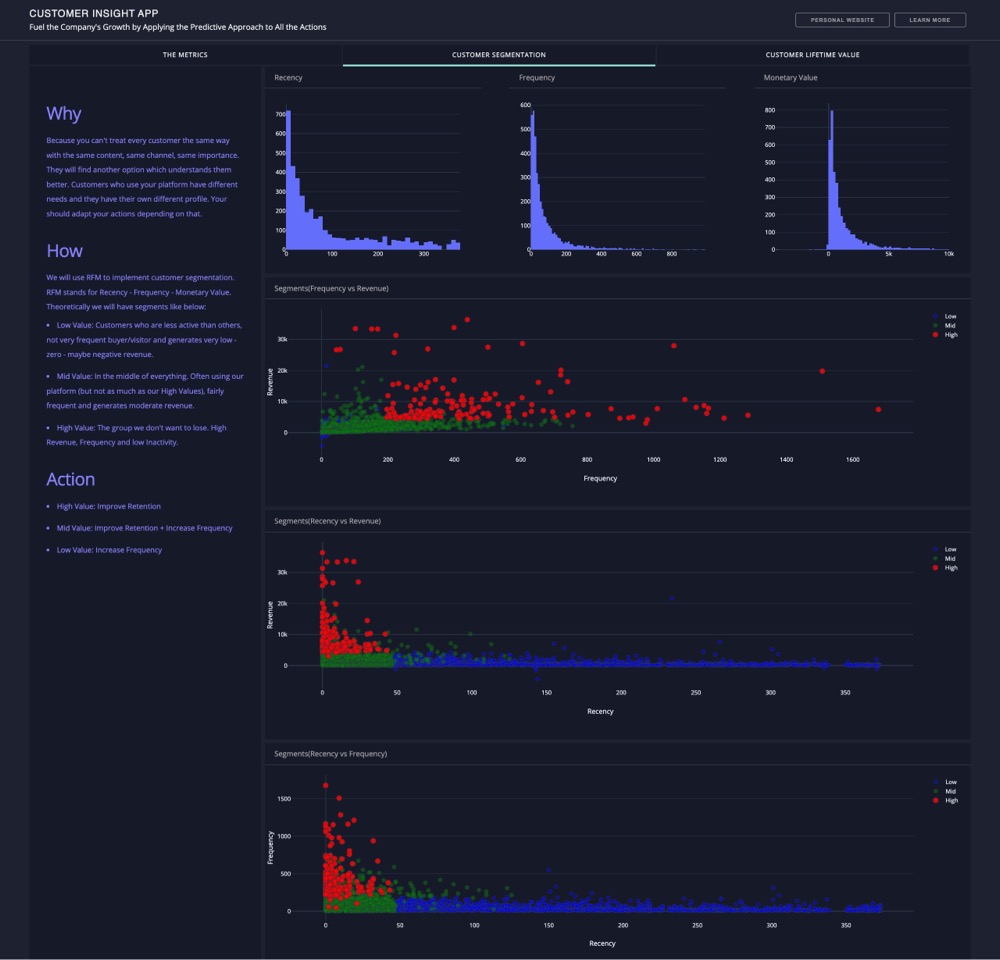 CUSTOMER INSIGHT APP
Fuel the Company's Growth by Applying the Predictive Approach to All the Actions
PERSONAL WEBSITE
LEARN MORE
THE METRICS
CUSTOMER SEGMENTATION
CUSTOMER LIFETIME VALUE
Why
Because you can't treat every customer the same way
with the same content, same channel, same importance.
They will find another option which understands them
better. Customers who use your platform have different
needs and they have their own different profile. Your
should adapt your actions depending on that.
How
We will use RFM to implement customer segmentation.
RFM stands for Recency - Frequency - Monetary Value.
Theoretically we will have segments like below:
• Low Value: Customers who are less active than others,
not very frequent buyer/visitor and generates very low -
zero - maybe negative revenue.
• Mid Value: In the middle of everything. Often using our
platform (but not as much as our High Values), fairly
frequent and generates moderate revenue.
• High Value: The group we don't want to lose. High
Revenue, Frequency and low Inactivity.
Action
• High Value: Improve Retention
• Mid Value: Improve Retention + Increase Frequency
• Low Value: Increase Frequency
Recency
700
600
500
400
300
200
100
0
0 100 200 300
Frequency
600
500
400
300
200
100
0
0 200 400 600 800
Monetary Value
800
700
600
500
400
300
200
100
0
0 5k 10k
Segments(Frequency vs Revenue)
Low
Mid
High
30k
20k
10k
0
Revenue
0 200 400 600 800 1000 1200 1400 1600
Frequency
Segments(Recency vs Revenue)
Low
Mid
High
30k
20k
10k
0
Revenue
0 50 100 150 200 250 300 350
Recency
Segments(Recency vs Frequency)
Low
Mid
High
1500
1000
500
0
Frequency
0 50 100 150 200 250 300 350
Recency